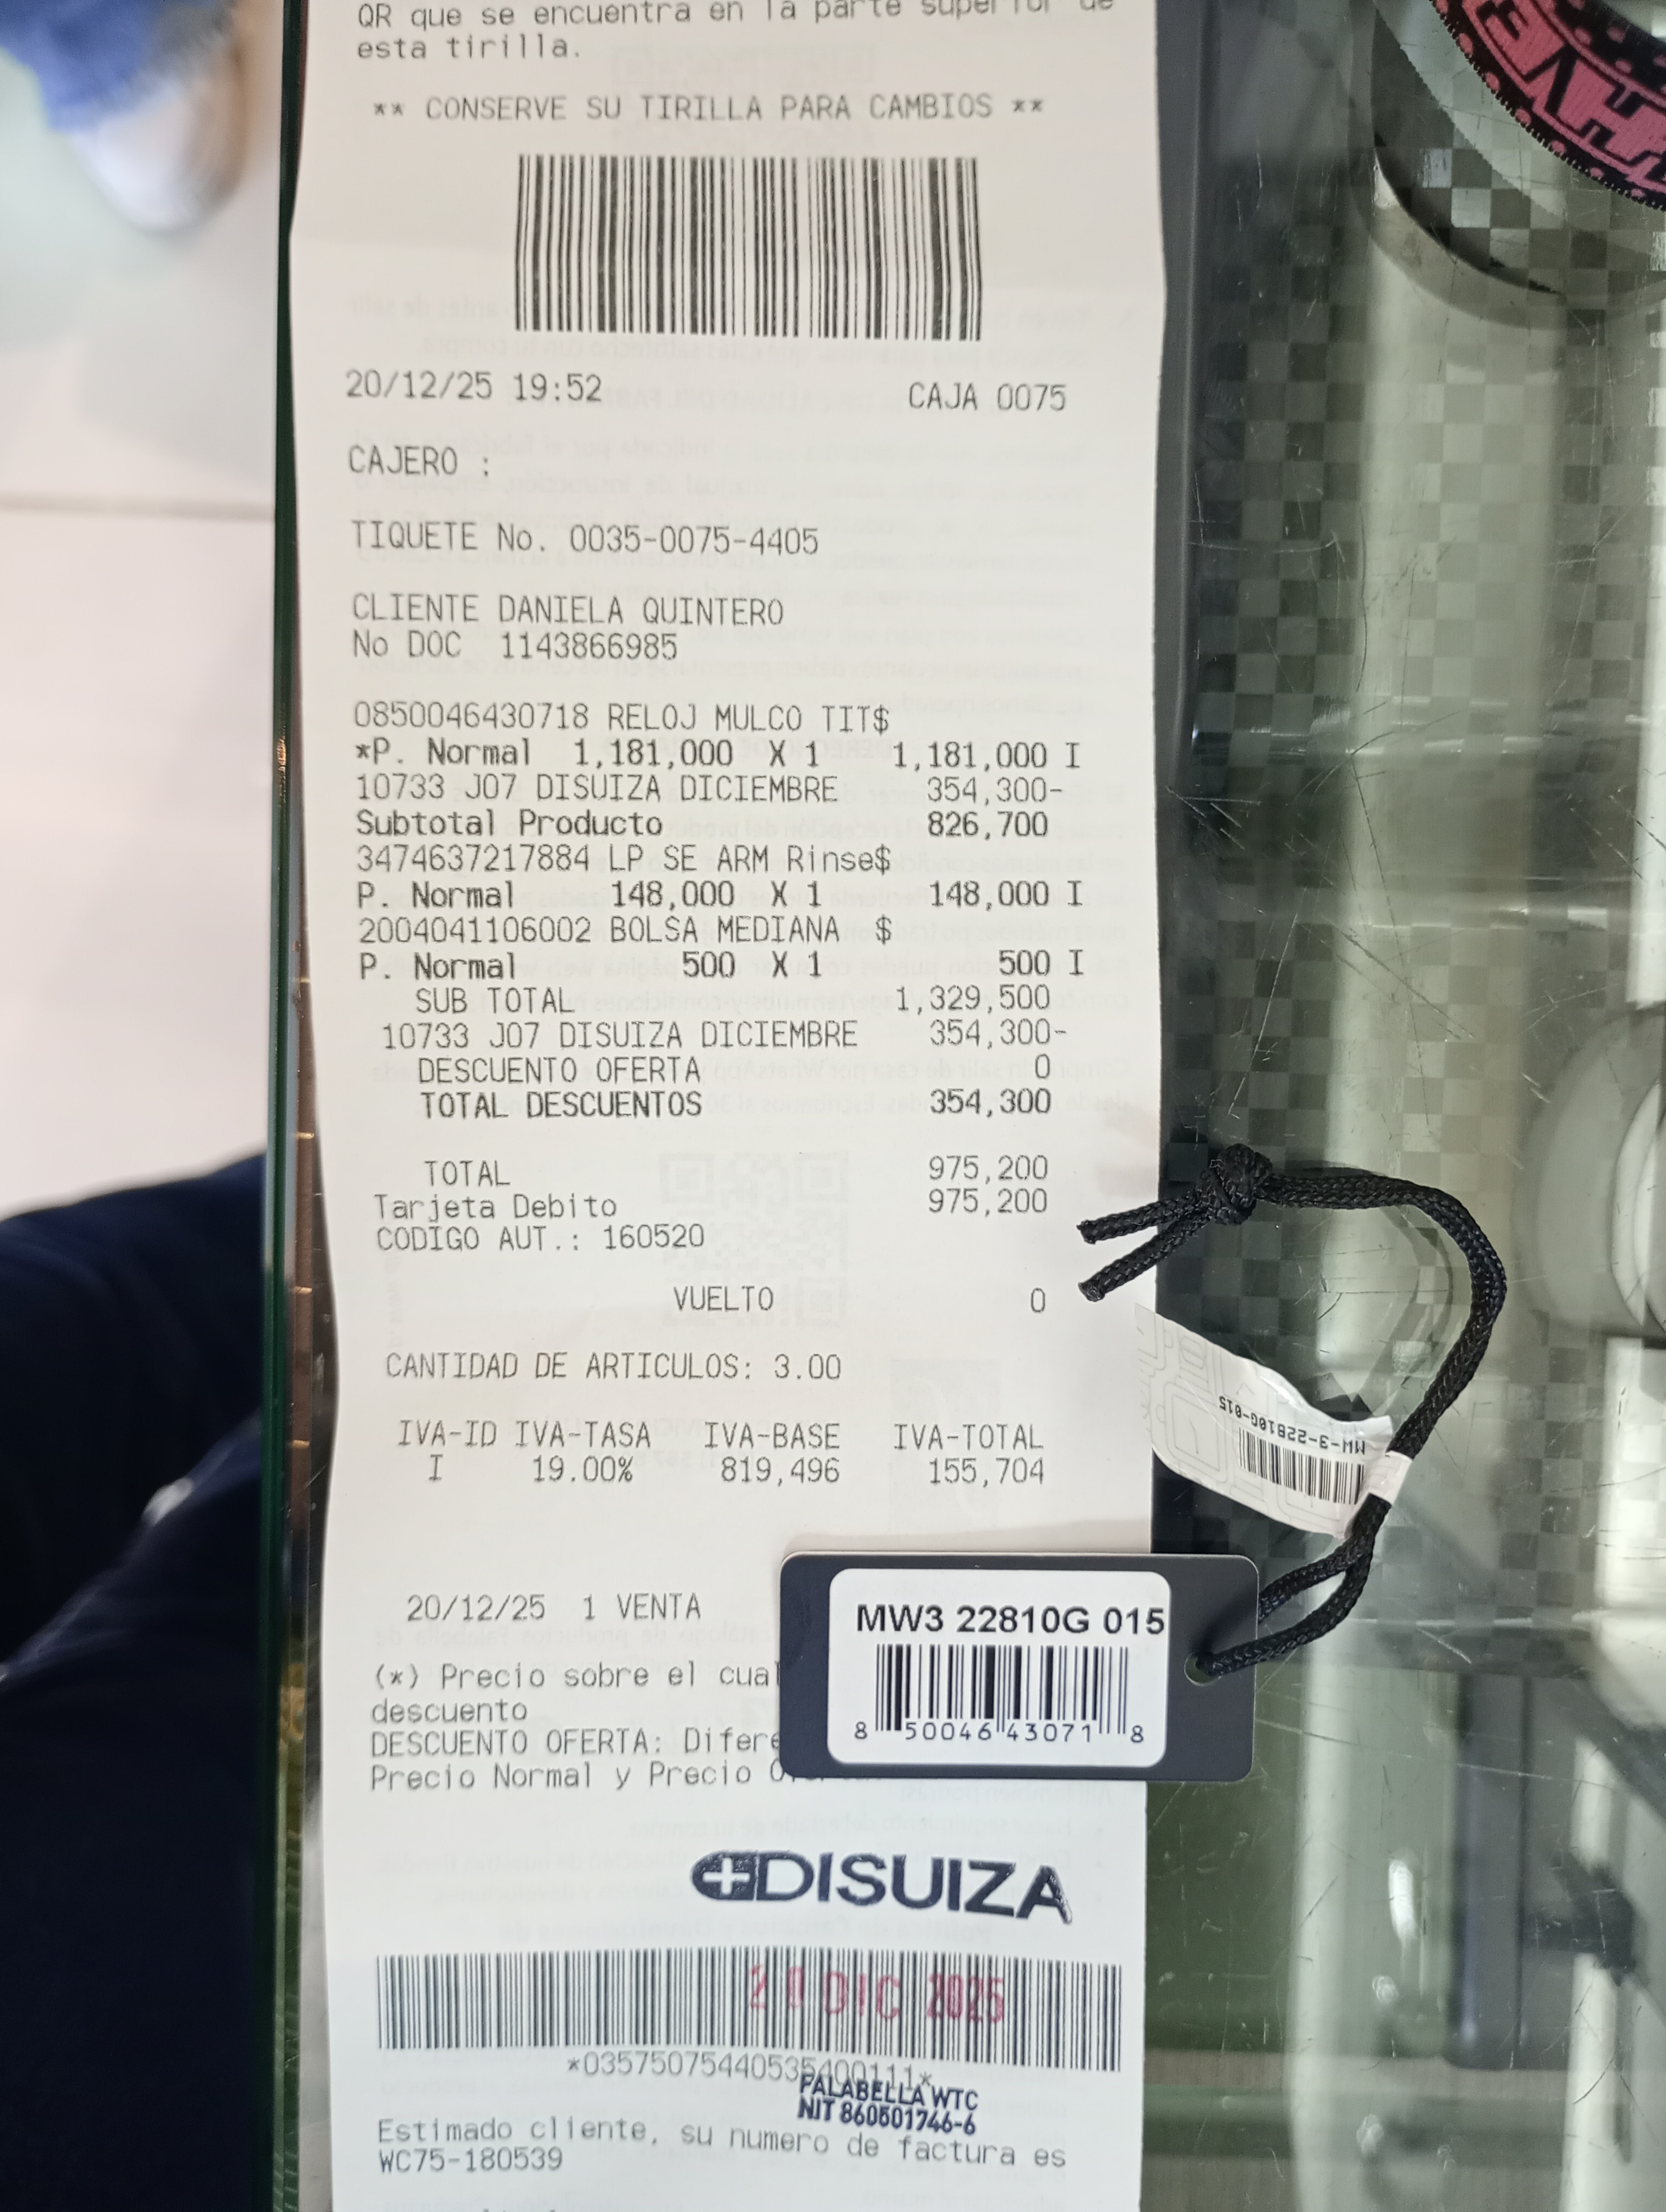 QR que se encuentra en la parte superior de
esta tirilla.
** CONSERVE SU TIRILLA PARA CAMBIOS **
20/12/25 19:52 CAJA 0075
CAJERO :
TIQUETE No. 0035-0075-4405
CLIENTE DANIELA QUINTERO
No DOC 1143866985
0850046430718 RELOJ MULCO TIT$
*P. Normal 1,181,000 X 1 1,181,000 I
10733 J07 DISUIZA DICIEMBRE 354,300-
Subtotal Producto 826,700
3474637217884 LP SE ARM Rinse$
P. Normal 148,000 X 1 148,000 I
2004041106002 BOLSA MEDIANA $
P. Normal 500 X 1 500 I
SUB TOTAL 1,329,500
10733 J07 DISUIZA DICIEMBRE 354,300-
DESCUENTO OFERTA 0
TOTAL DESCUENTOS 354,300
TOTAL 975,200
Tarjeta Debito 975,200
CODIGO AUT.: 160520
VUELTO 0
CANTIDAD DE ARTICULOS: 3.00
IVA-ID IVA-TASA IVA-BASE IVA-TOTAL
I 19.00% 819,496 155,704
MW-3-22810G-015
20/12/25 1 VENTA
MW3 22810G 015
8 50046 43071 8
(*) Precio sobre el cual
descuento
DESCUENTO OFERTA: Difere
Precio Normal y Precio
DISUIZA
20 DIC 2025
*03575075440535400111*
FALABELLA WTC
NIT 860501746-6
Estimado cliente, su numero de factura es
WC75-180539